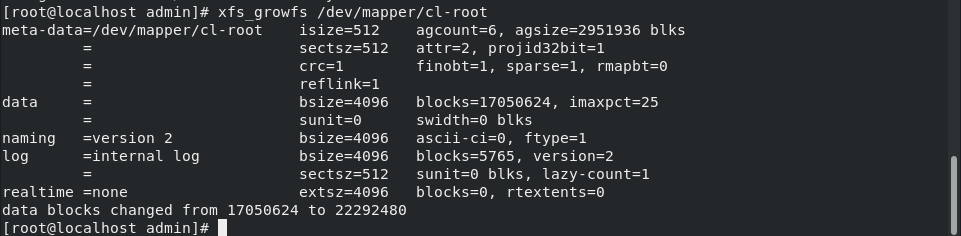 [root@localhost admin]# xfs_growfs /dev/mapper/cl-root
meta-data=/dev/mapper/cl-root    isize=512    agcount=6, agsize=2951936 blks
         =                       sectsz=512   attr=2, projid32bit=1
         =                       crc=1        finobt=1, sparse=1, rmapbt=0
         =                       reflink=1
data     =                       bsize=4096   blocks=17050624, imaxpct=25
         =                       sunit=0      swidth=0 blks
naming   =version 2              bsize=4096   ascii-ci=0, ftype=1
log      =internal log           bsize=4096   blocks=5765, version=2
         =                       sectsz=512   sunit=0 blks, lazy-count=1
realtime =none                   extsz=4096   blocks=0, rtextents=0
data blocks changed from 17050624 to 22292480
[root@localhost admin]#